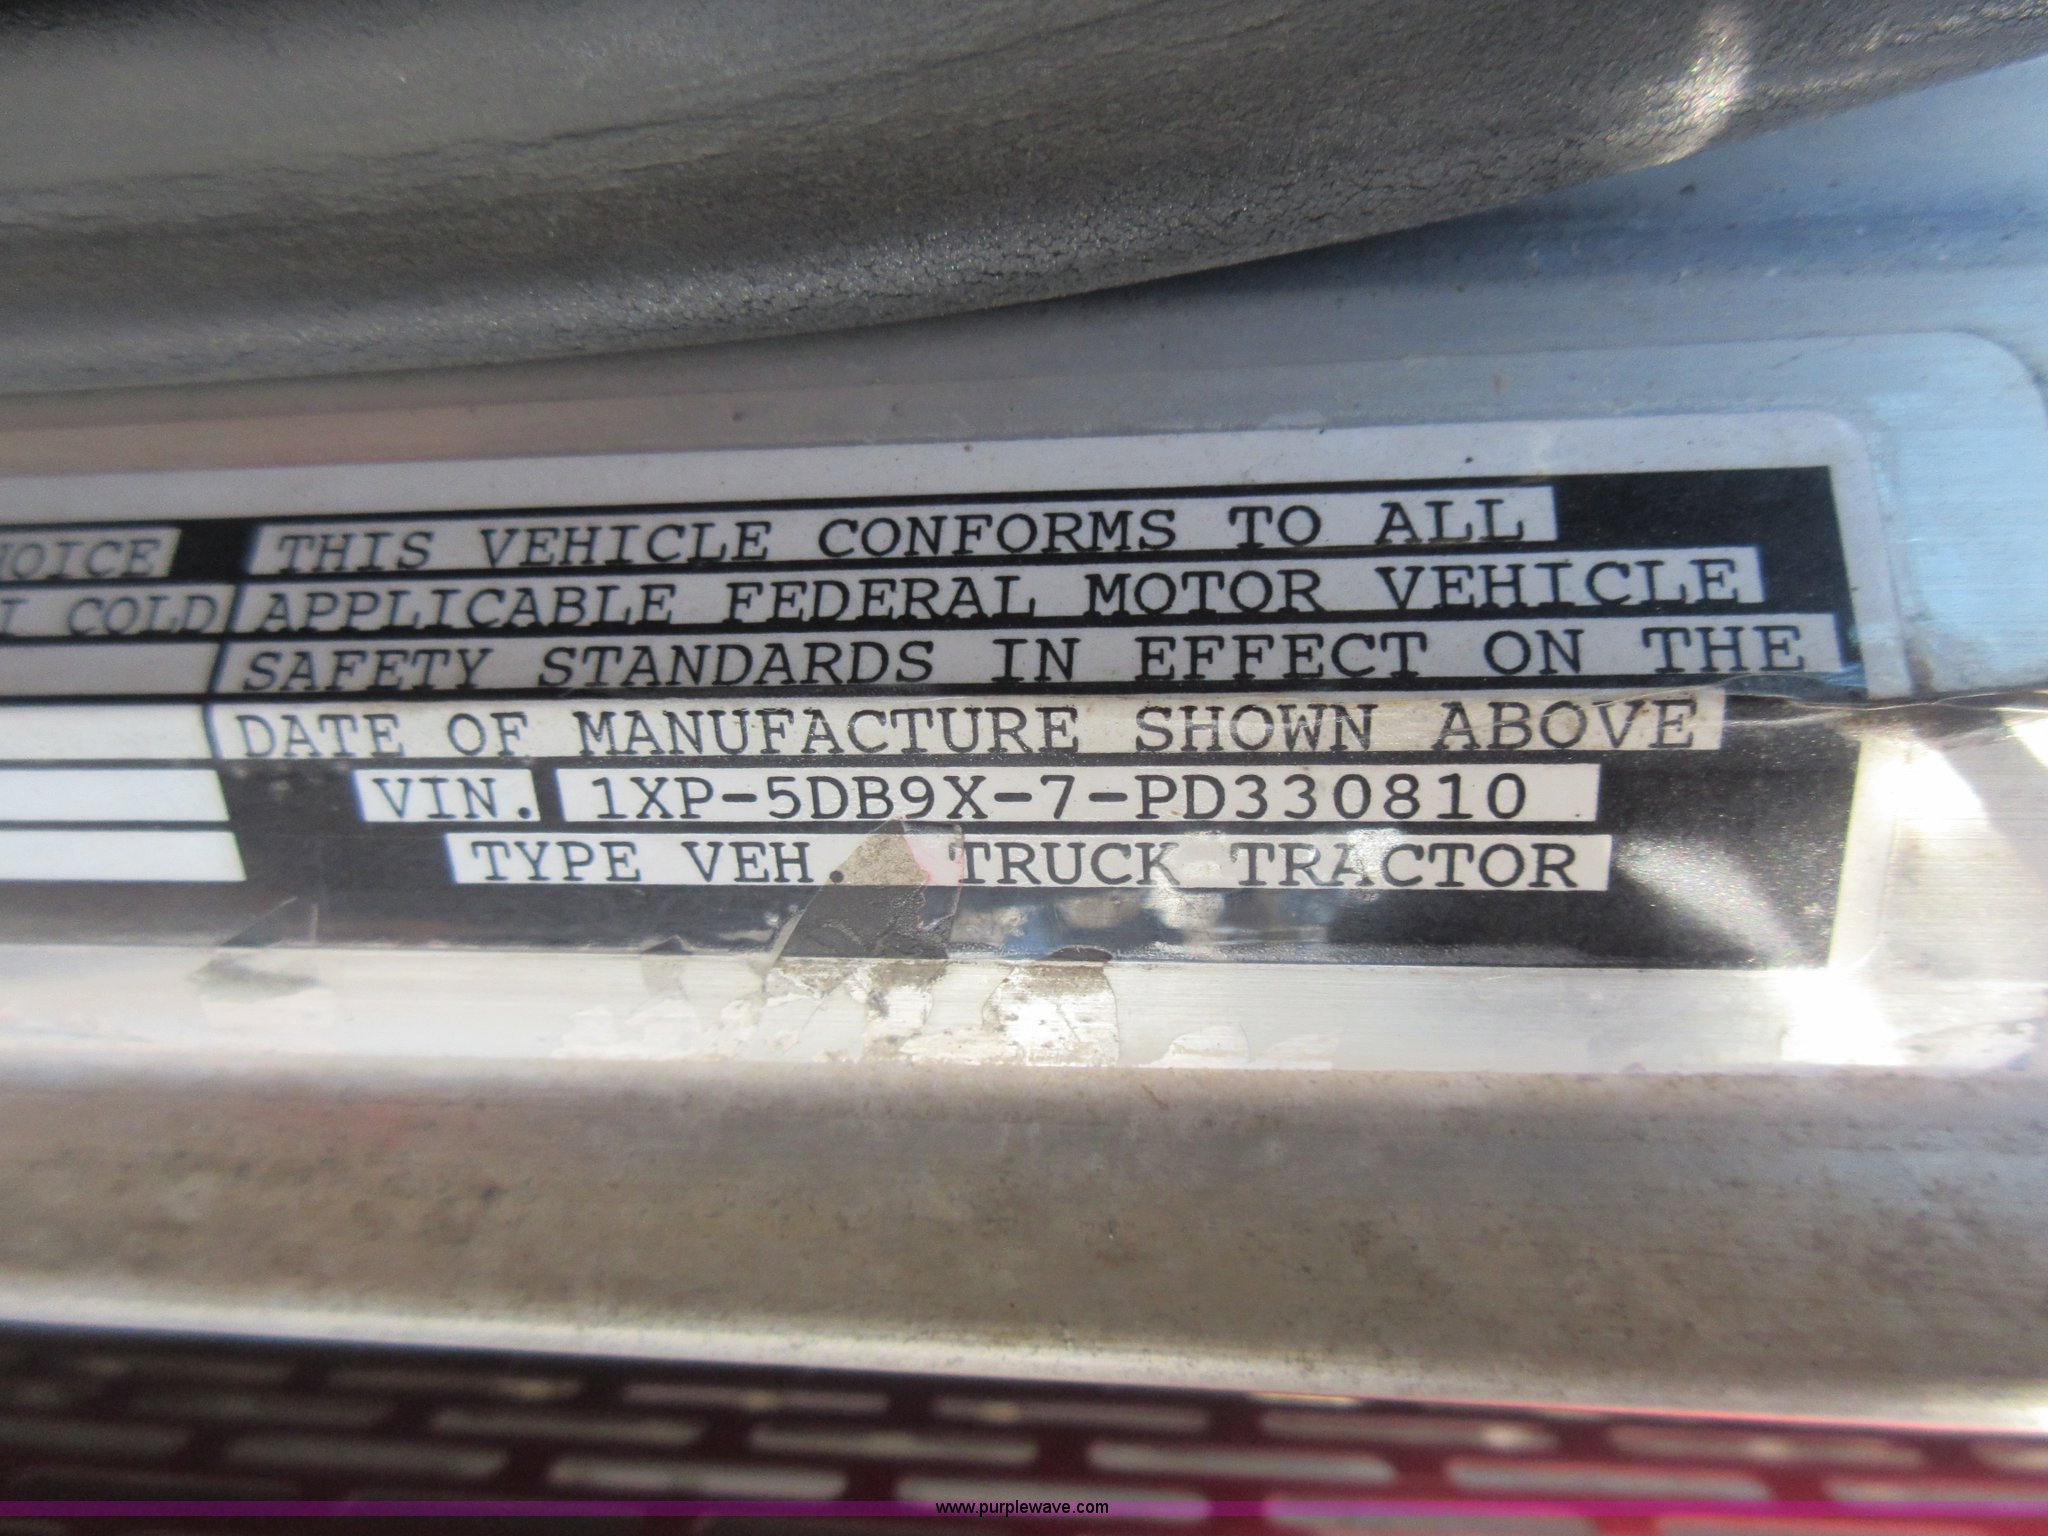 THIS VEHICLE CONFORMS TO ALL
COLD APPLICABLE FEDERAL MOTOR VEHICLE
SAFETY STANDARDS IN EFFECT ON THE
DATE OF MANUFACTURE SHOWN ABOVE
VIN. 1XP-5DB9X-7-PD330810
TYPE VEH. TRUCK TRACTOR
www.purplewave.com